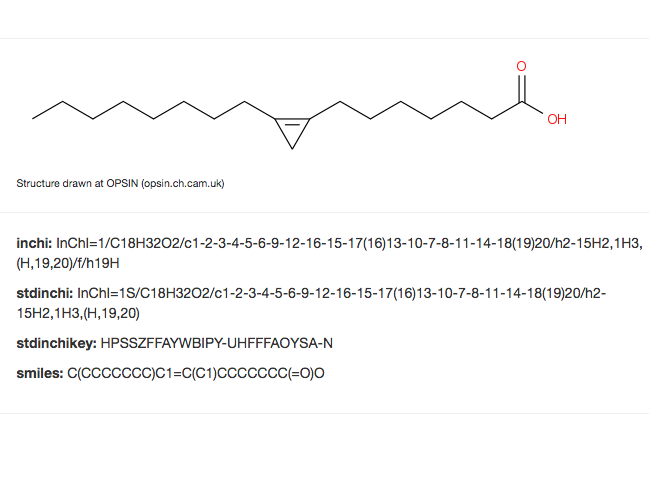 O
OH
Structure drawn at OPSIN (opsin.ch.cam.uk)
inchi: InChI=1/C18H32O2/c1-2-3-4-5-6-9-12-16-15-17(16)13-10-7-8-11-14-18(19)20/h2-15H2,1H3,
(H,19,20)/f/h19H
stdinchi: InChI=1S/C18H32O2/c1-2-3-4-5-6-9-12-16-15-17(16)13-10-7-8-11-14-18(19)20/h2-
15H2,1H3,(H,19,20)
stdinchikey: HPSSZFFAYWBIPY-UHFFFAOYSA-N
smiles: C(CCCCCCC)C1=C(C1)CCCCCCC(=O)O